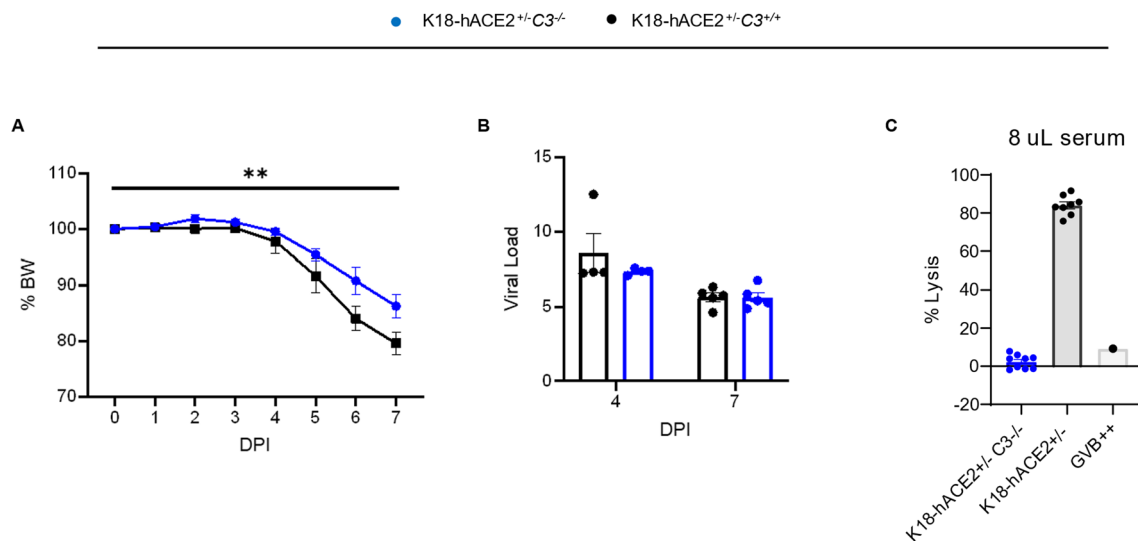 K18-hACE2+/-C3-/- K18-hACE2+/-C3+/+
A
**
% BW
110
100
90
80
70
0 1 2 3 4 5 6 7
DPI
B
Viral Load
15
10
5
0
4 7
DPI
C
8 uL serum
% Lysis
100
80
60
40
20
0
-20
K18-hACE2+/- C3-/-
K18-hACE2+/-
GVB++